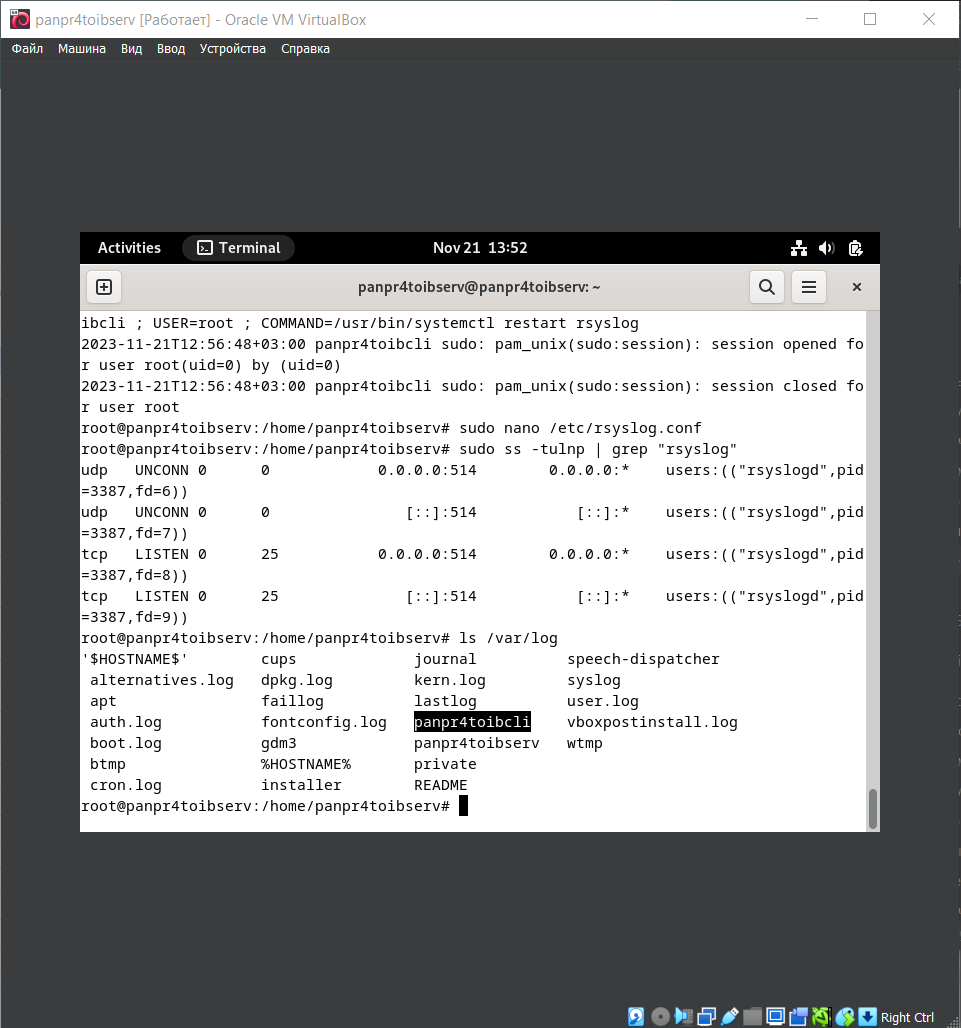 panpr4toibserv [Работает] - Oracle VM VirtualBox
Файл Машина Вид Ввод Устройства Справка
Activities Terminal Nov 21 13:52
panpr4toibserv@panpr4toibserv: ~
ibcli ; USER=root ; COMMAND=/usr/bin/systemctl restart rsyslog
2023-11-21T12:56:48+03:00 panpr4toibcli sudo: pam_unix(sudo:session): session opened fo
r user root(uid=0) by (uid=0)
2023-11-21T12:56:48+03:00 panpr4toibcli sudo: pam_unix(sudo:session): session closed fo
r user root
root@panpr4toibserv:/home/panpr4toibserv# sudo nano /etc/rsyslog.conf
root@panpr4toibserv:/home/panpr4toibserv# sudo ss -tulnp | grep "rsyslog"
udp UNCONN 0 0 0.0.0.0:514 0.0.0.0:* users:(("rsyslogd",pid
=3387,fd=6))
udp UNCONN 0 0 [::]:514 [::]:* users:(("rsyslogd",pid
=3387,fd=7))
tcp LISTEN 0 25 0.0.0.0:514 0.0.0.0:* users:(("rsyslogd",pid
=3387,fd=8))
tcp LISTEN 0 25 [::]:514 [::]:* users:(("rsyslogd",pid
=3387,fd=9))
root@panpr4toibserv:/home/panpr4toibserv# ls /var/log
'$HOSTNAME$' cups journal speech-dispatcher
alternatives.log dpkg.log kern.log syslog
apt faillog lastlog user.log
auth.log fontconfig.log panpr4toibcli vboxpostinstall.log
boot.log gdm3 panpr4toibserv wtmp
btmp %HOSTNAME% private
cron.log installer README
root@panpr4toibserv:/home/panpr4toibserv#
Right Ctrl